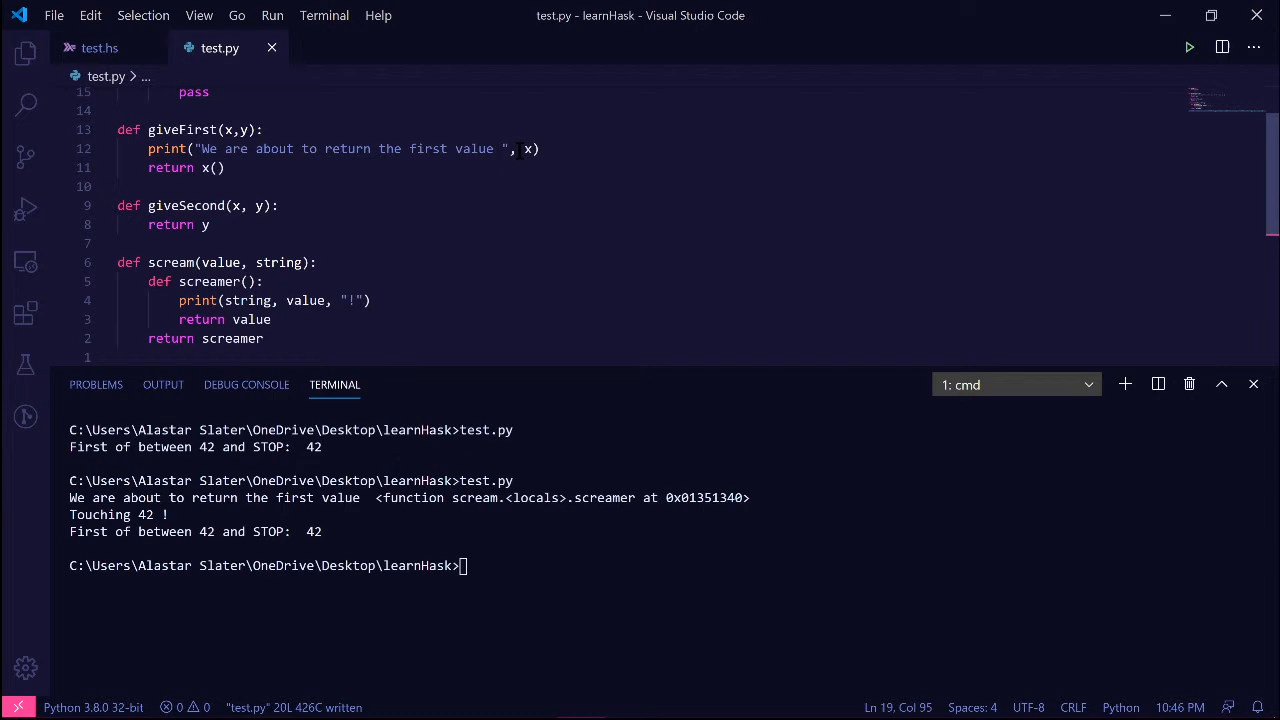 File Edit Selection View Go Run Terminal Help test.py - learnHask - Visual Studio Code
test.hs test.py
test.py > ...
15 pass
14
13 def giveFirst(x,y):
12 print("We are about to return the first value ", x)
11 return x()
10
9 def giveSecond(x, y):
8 return y
7
6 def scream(value, string):
5 def screamer():
4 print(string, value, "!")
3 return value
2 return screamer
1
PROBLEMS OUTPUT DEBUG CONSOLE TERMINAL 1: cmd
C:\Users\Alastar Slater\OneDrive\Desktop\learnHask>test.py
First of between 42 and STOP:  42
C:\Users\Alastar Slater\OneDrive\Desktop\learnHask>test.py
We are about to return the first value  <function scream.<locals>.screamer at 0x01351340>
Touching 42 !
First of between 42 and STOP:  42
C:\Users\Alastar Slater\OneDrive\Desktop\learnHask>
Python 3.8.0 32-bit 0 0 "test.py" 20L 426C written Ln 19, Col 95 Spaces: 4 UTF-8 CRLF Python 10:46 PM